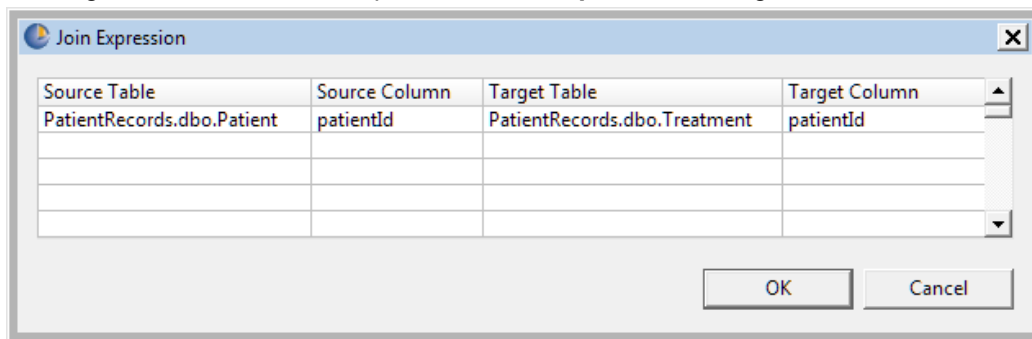 Join Expression
Source Table Source Column Target Table Target Column
PatientRecords.dbo.Patient patientId PatientRecords.dbo.Treatment patientId
OK Cancel